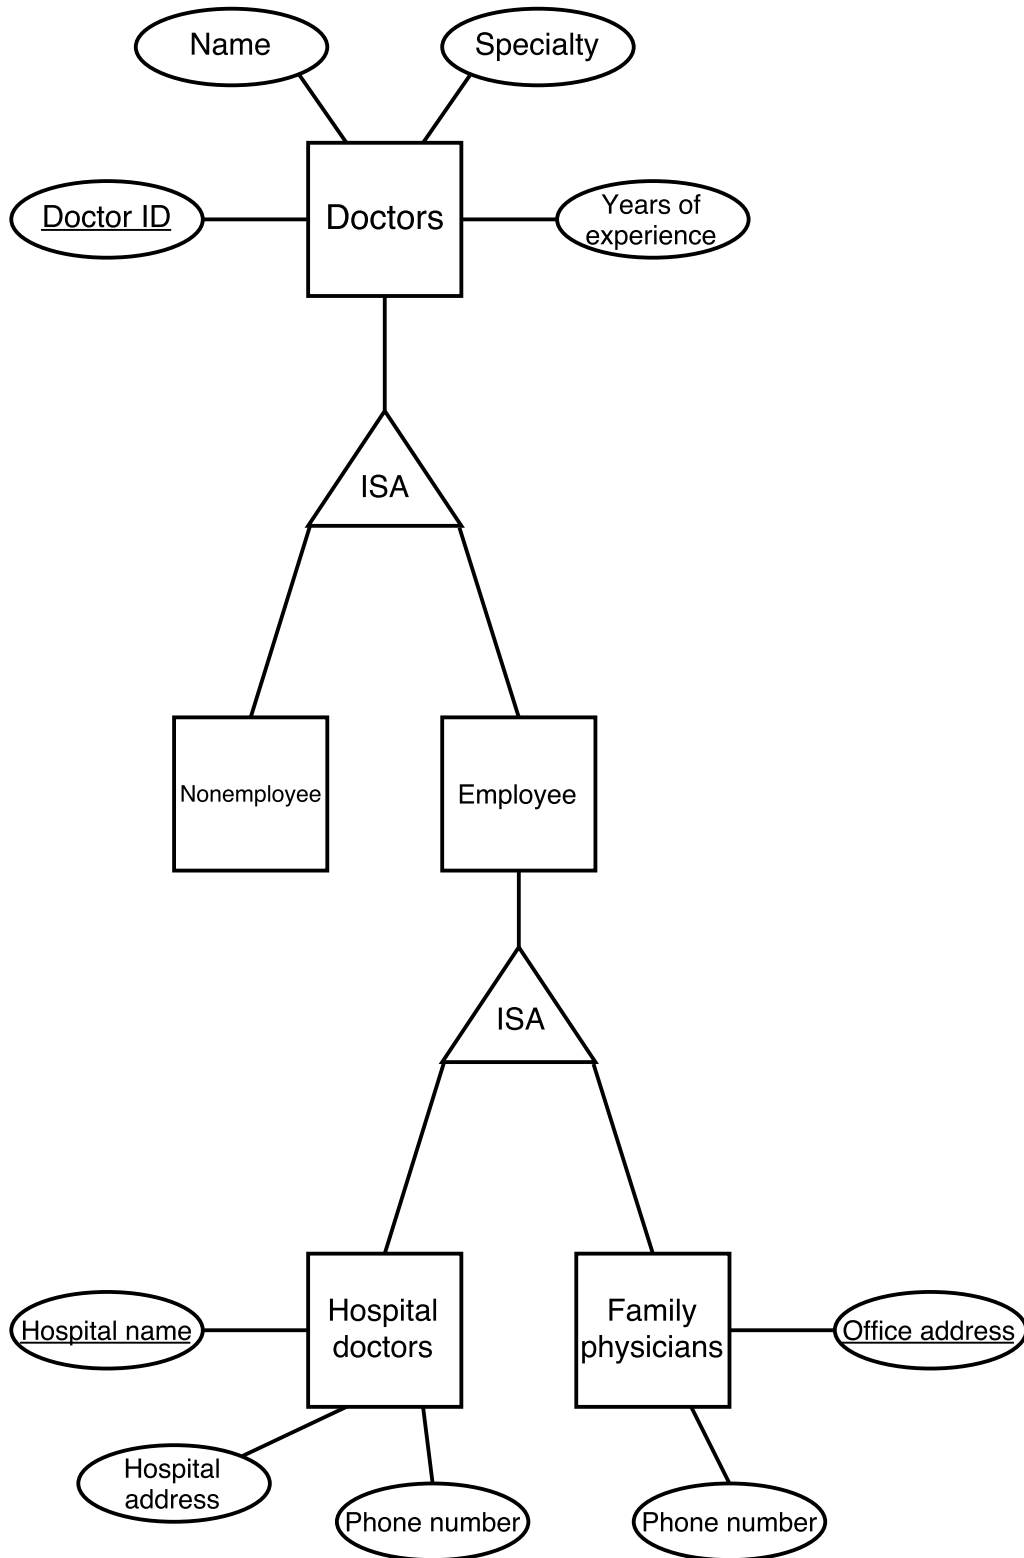 Name
Specialty
Doctor ID
Doctors
Years of
experience
ISA
Nonemployee
Employee
ISA
Hospital name
Hospital
doctors
Family
physicians
Office address
Hospital
address
Phone number
Phone number